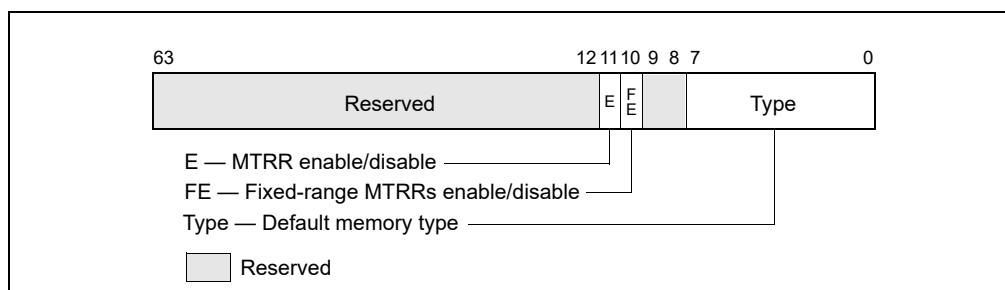 63 12 11 10 9 8 7 0
Reserved E FE Type
E — MTRR enable/disable
FE — Fixed-range MTRRs enable/disable
Type — Default memory type
Reserved